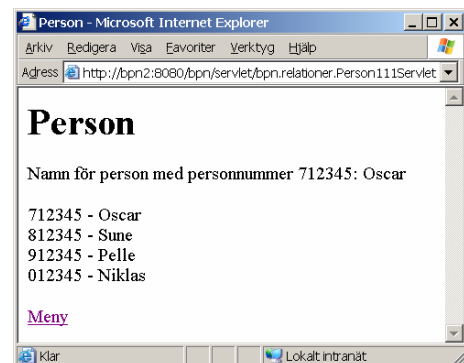 Person - Microsoft Internet Explorer
Arkiv Redigera Visa Favoriter Verktyg Hjälp
Adress http://bpn2:8080/bpn/servlet/bpn.relationer.Person111Servlet
Person
Namn för person med personnummer 712345: Oscar
712345 - Oscar
812345 - Sune
912345 - Pelle
012345 - Niklas
Meny
Klar Lokalt intranät